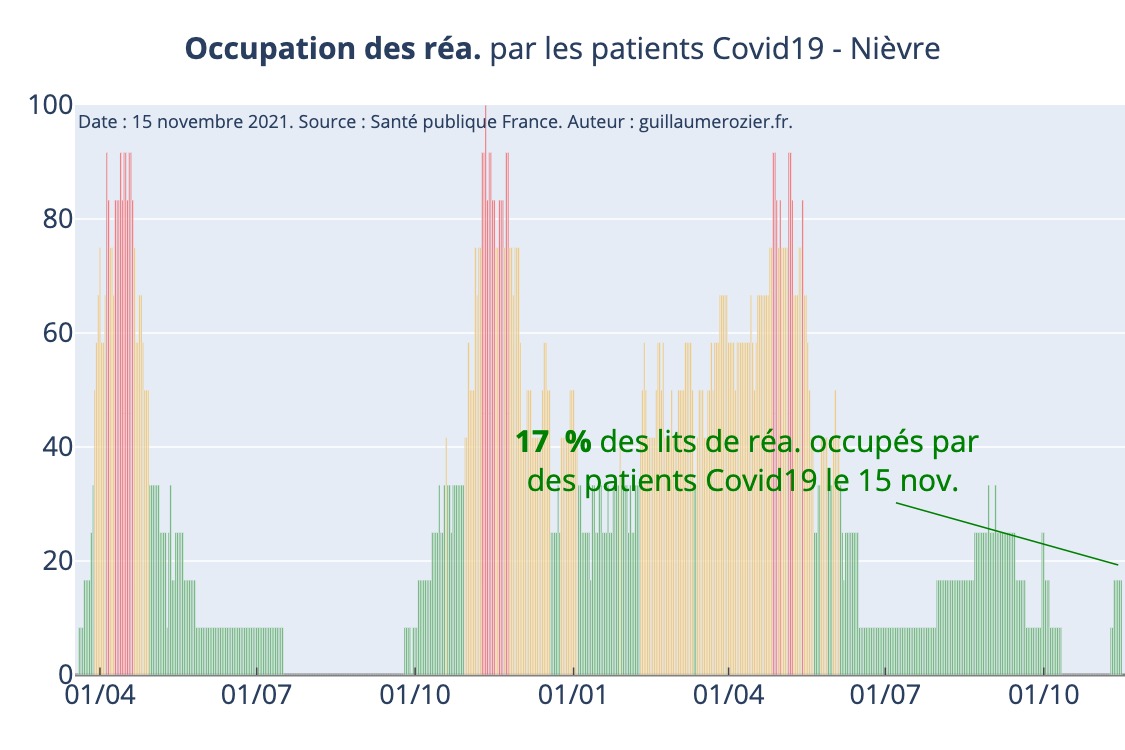 Occupation des réa. par les patients Covid19 - Nièvre
100
Date : 15 novembre 2021. Source : Santé publique France. Auteur : guillaumerozier.fr.
80
60
40
17 % des lits de réa. occupés par
des patients Covid19 le 15 nov.
20
0
01/04 01/07 01/10 01/01 01/04 01/07 01/10